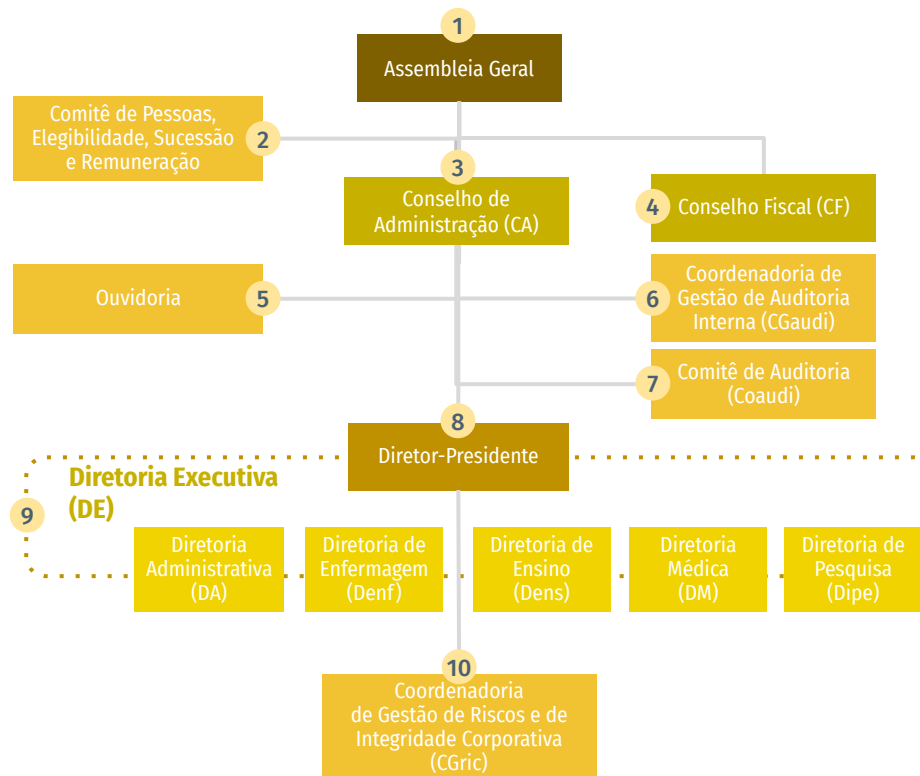 1
Assembleia Geral
Comitê de Pessoas,
Elegibilidade, Sucessão
e Remuneração
2
3
Conselho de
Administração (CA)
4
Conselho Fiscal (CF)
Ouvidoria
5
6
Coordenadoria de
Gestão de Auditoria
Interna (CGaudi)
7
Comitê de Auditoria
(Coaudi)
8
Diretor-Presidente
Diretoria Executiva
(DE)
9
Diretoria
Administrativa
(DA)
Diretoria de
Enfermagem
(Denf)
Diretoria de
Ensino
(Dens)
Diretoria
Médica
(DM)
Diretoria de
Pesquisa
(Dipe)
10
Coordenadoria
de Gestão de Riscos e de
Integridade Corporativa
(CGric)